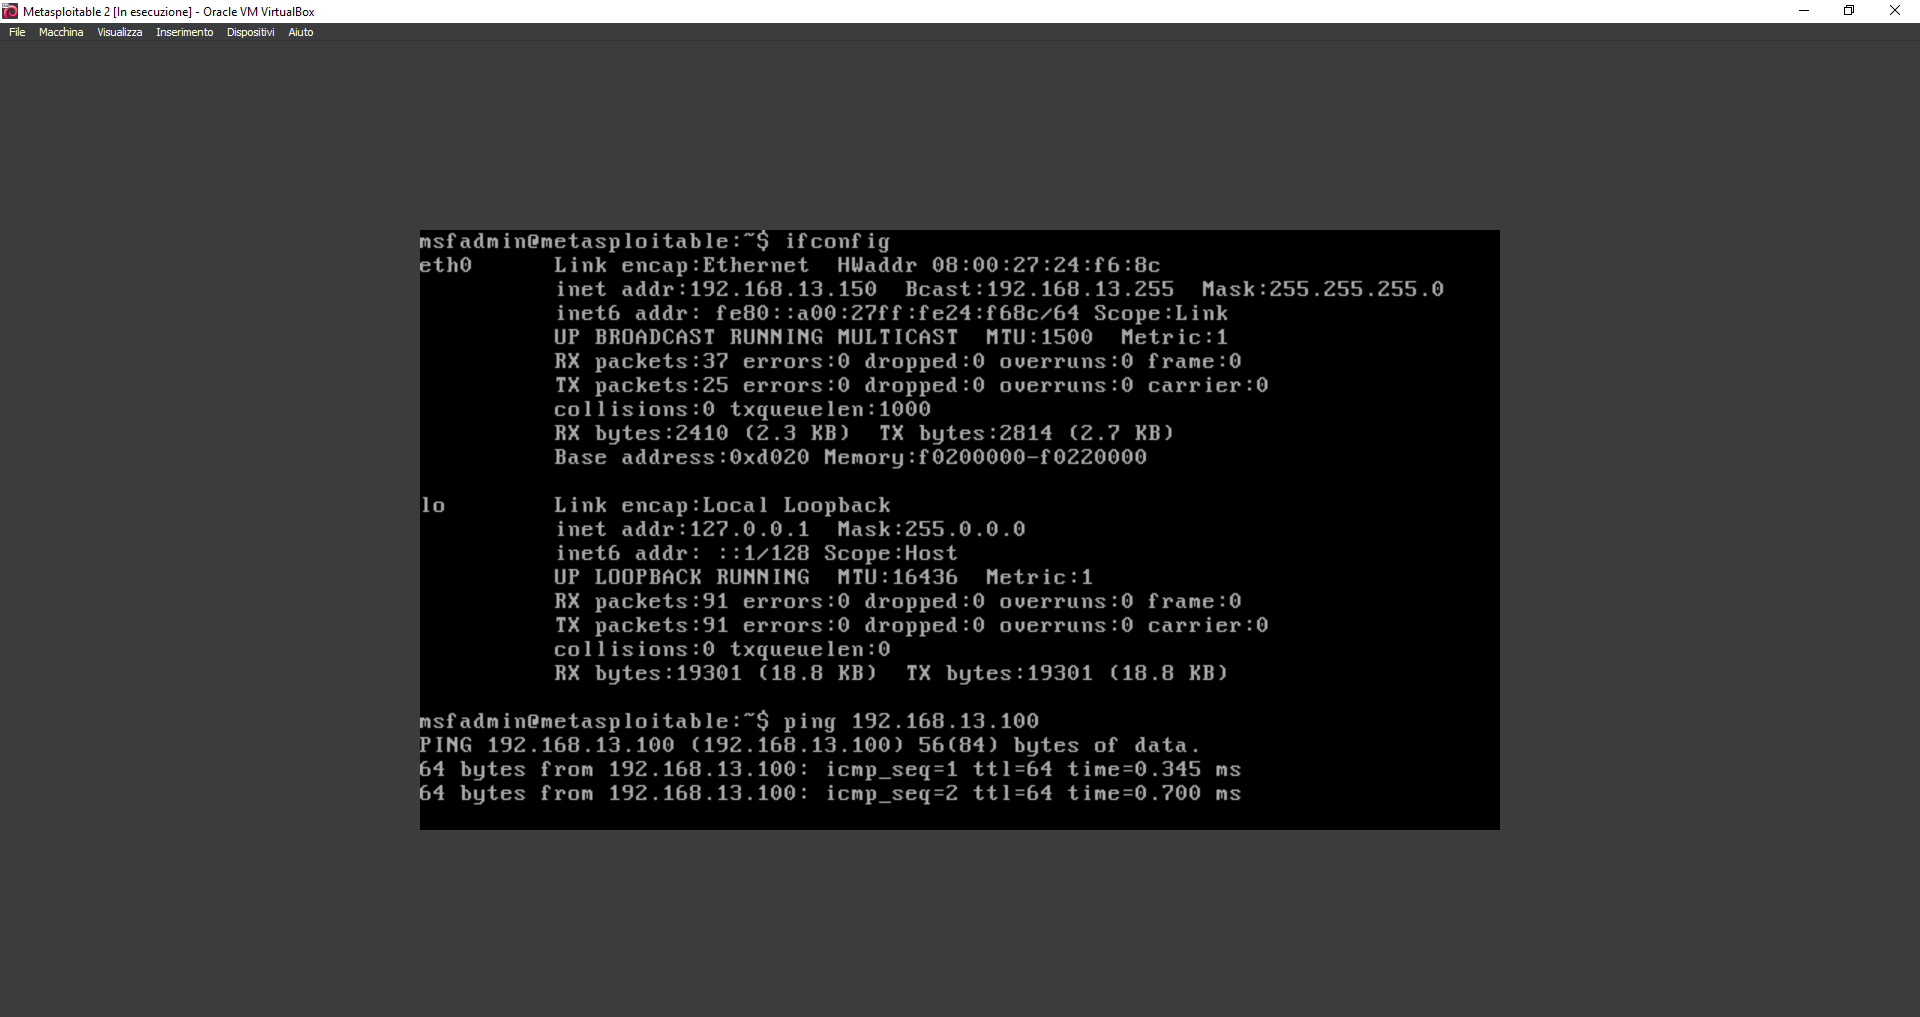 Metasploitable 2 [In esecuzione] - Oracle VM VirtualBox
File Macchina Visualizza Inserimento Dispositivi Aiuto
msfadmin@metasploitable:~$ ifconfig
eth0      Link encap:Ethernet  HWaddr 08:00:27:24:f6:8c
          inet addr:192.168.13.150  Bcast:192.168.13.255  Mask:255.255.255.0
          inet6 addr: fe80::a00:27ff:fe24:f68c/64 Scope:Link
          UP BROADCAST RUNNING MULTICAST  MTU:1500  Metric:1
          RX packets:37 errors:0 dropped:0 overruns:0 frame:0
          TX packets:25 errors:0 dropped:0 overruns:0 carrier:0
          collisions:0 txqueuelen:1000
          RX bytes:2410 (2.3 KB)  TX bytes:2814 (2.7 KB)
          Base address:0xd020 Memory:f0200000-f0220000
lo        Link encap:Local Loopback
          inet addr:127.0.0.1  Mask:255.0.0.0
          inet6 addr: ::1/128 Scope:Host
          UP LOOPBACK RUNNING  MTU:16436  Metric:1
          RX packets:91 errors:0 dropped:0 overruns:0 frame:0
          TX packets:91 errors:0 dropped:0 overruns:0 carrier:0
          collisions:0 txqueuelen:0
          RX bytes:19301 (18.8 KB)  TX bytes:19301 (18.8 KB)
msfadmin@metasploitable:~$ ping 192.168.13.100
PING 192.168.13.100 (192.168.13.100) 56(84) bytes of data.
64 bytes from 192.168.13.100: icmp_seq=1 ttl=64 time=0.345 ms
64 bytes from 192.168.13.100: icmp_seq=2 ttl=64 time=0.700 ms